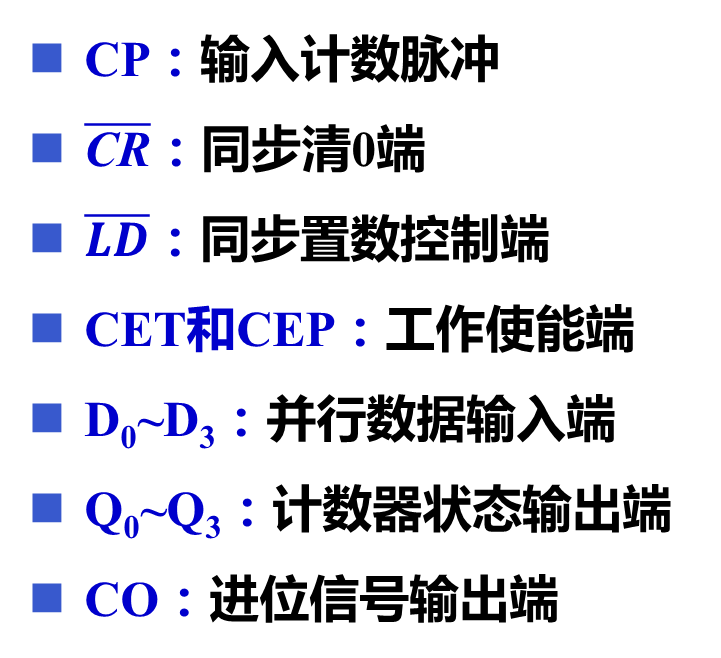 ■ CP：输入计数脉冲
■ $\overline{CR}$：同步清0端
■ $\overline{LD}$：同步置数控制端
■ CET和CEP：工作使能端
■ D₀~D₃：并行数据输入端
■ Q₀~Q₃：计数器状态输出端
■ CO：进位信号输出端